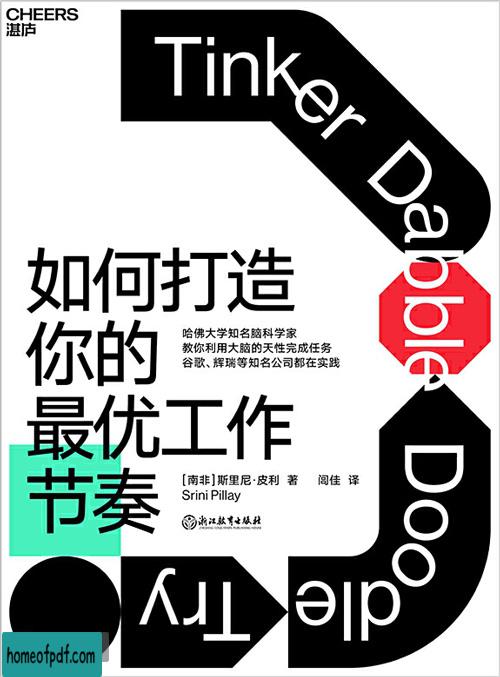 CHEERS
湛庐
Tinker Dabble Doodle Try
如何打造
你的
最优工作
节奏
哈佛大学知名脑科学家
教你利用大脑的天性完成任务
谷歌、辉瑞等知名公司都在实践
[南非]斯里尼·皮利 著 闾佳 译
Srini Pillay
浙江教育出版社
homeofpdf.com